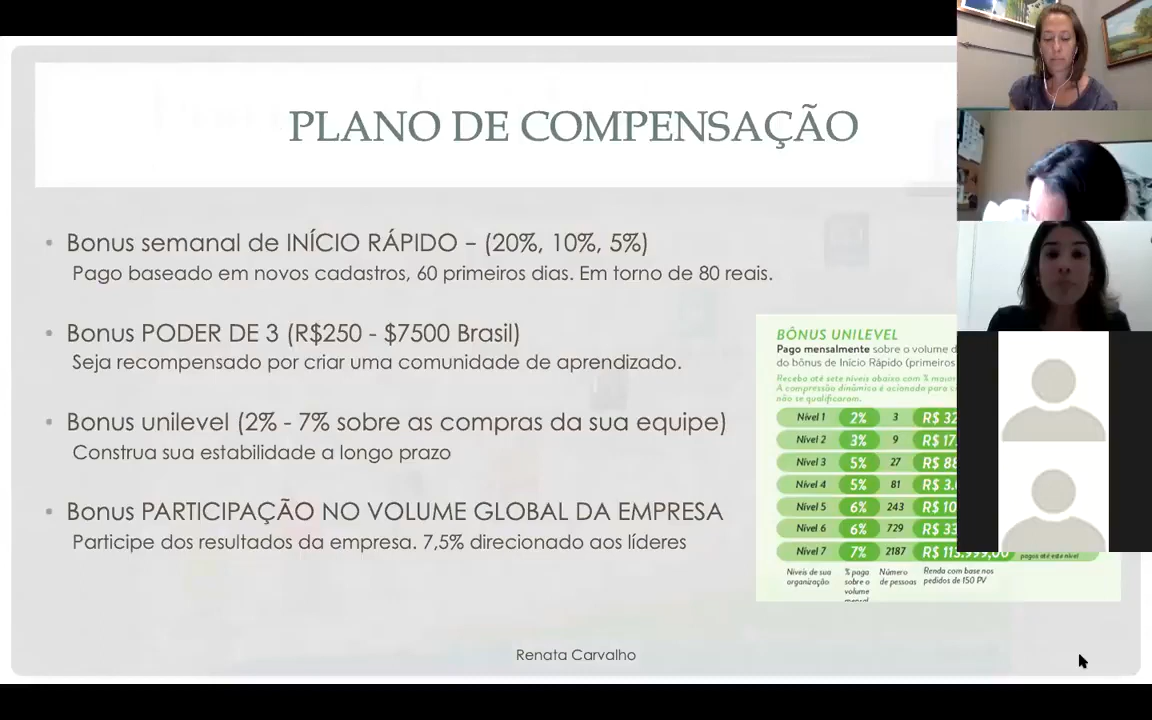 PLANO DE COMPENSAÇÃO
• Bonus semanal de INÍCIO RÁPIDO – (20%, 10%, 5%)
Pago baseado em novos cadastros, 60 primeiros dias. Em torno de 80 reais.
• Bonus PODER DE 3 (R$250 - $7500 Brasil)
Seja recompensado por criar uma comunidade de aprendizado.
• Bonus unilevel (2% - 7% sobre as compras da sua equipe)
Construa sua estabilidade a longo prazo
• Bonus PARTICIPAÇÃO NO VOLUME GLOBAL DA EMPRESA
Participe dos resultados da empresa. 7,5% direcionado aos líderes
BÔNUS UNILEVEL
Pago mensalmente sobre o volume d
do bônus de Início Rápido (primeiros
Receba até sete níveis abaixo com % maior
A compressão dinâmica é acionada para
não se qualificaram.
Nível 1 2% 3 R$ 32
Nível 2 3% 9 R$ 17
Nível 3 5% 27 R$ 88
Nível 4 5% 81 R$ 3.
Nível 5 6% 243 R$ 10
Nível 6 6% 729 R$ 33
Nível 7 7% 2187 R$ 113.999,00
pagos até este nível
Níveis de sua organização
% paga sobre o volume mensal
Número de pessoas
Renda com base nos pedidos de 150 PV
Renata Carvalho